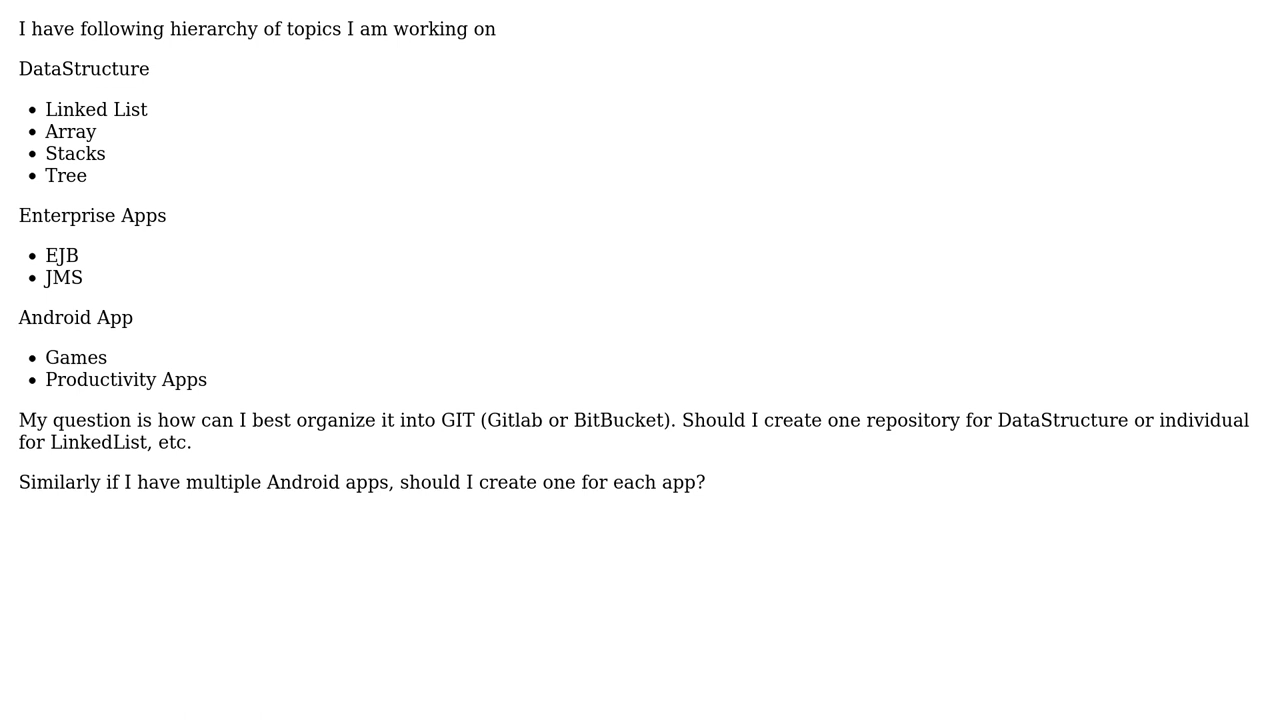 I have following hierarchy of topics I am working on
DataStructure
• Linked List
• Array
• Stacks
• Tree
Enterprise Apps
• EJB
• JMS
Android App
• Games
• Productivity Apps
My question is how can I best organize it into GIT (Gitlab or BitBucket). Should I create one repository for DataStructure or individual
for LinkedList, etc.
Similarly if I have multiple Android apps, should I create one for each app?